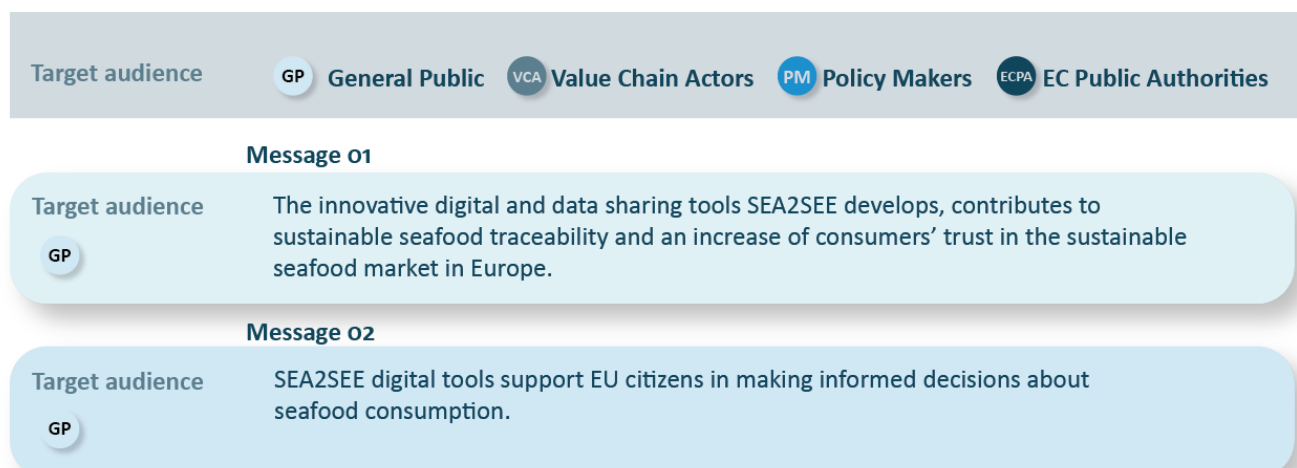 Target audience GP General Public VCA Value Chain Actors PM Policy Makers ECPA EC Public Authorities
Message 01
Target audience
GP
The innovative digital and data sharing tools SEA2SEE develops, contributes to
sustainable seafood traceability and an increase of consumers’ trust in the sustainable
seafood market in Europe.
Message 02
Target audience
GP
SEA2SEE digital tools support EU citizens in making informed decisions about
seafood consumption.